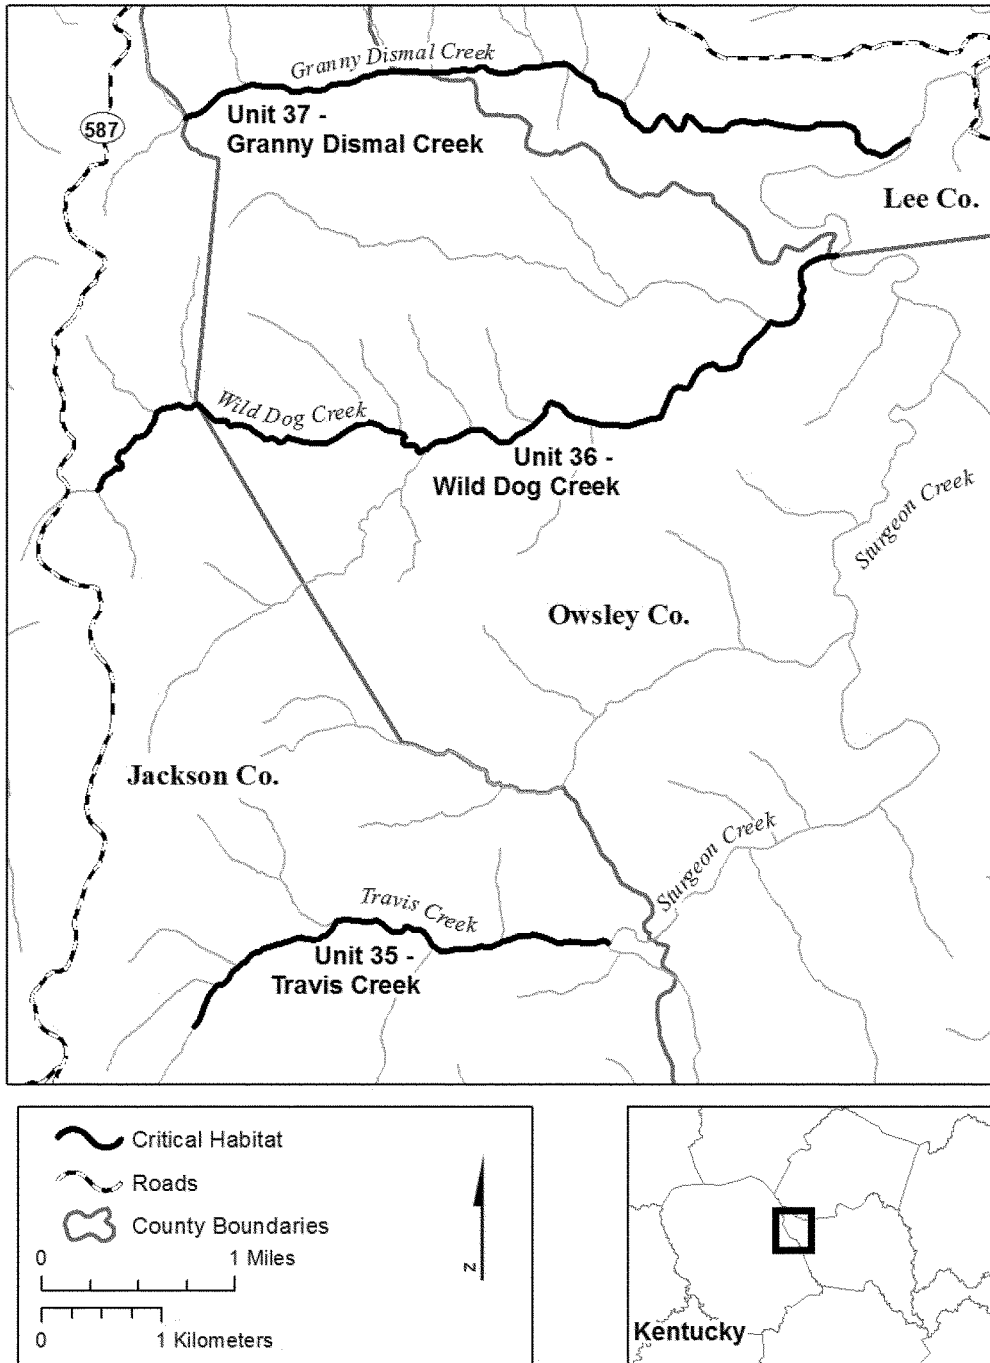 Granny Dismal Creek
587
Unit 37 -
Granny Dismal Creek
Lee Co.
Wild Dog Creek
Unit 36 -
Wild Dog Creek
Sturgeon Creek
Owsley Co.
Jackson Co.
Sturgeon Creek
Travis Creek
Unit 35 -
Travis Creek
Critical Habitat
Roads
County Boundaries
0 1 Miles
0 1 Kilometers
N
Kentucky